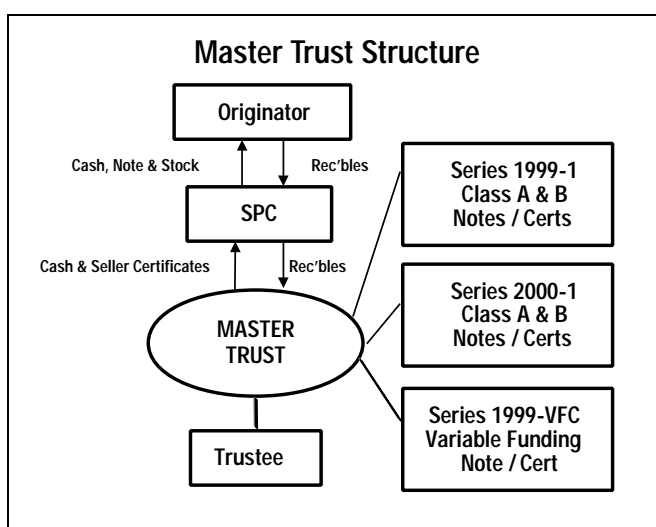 Master Trust Structure
Originator
Cash, Note & Stock
Rec'bles
SPC
Cash & Seller Certificates
Rec'bles
MASTER
TRUST
Trustee
Series 1999-1
Class A & B
Notes / Certs
Series 2000-1
Class A & B
Notes / Certs
Series 1999-VFC
Variable Funding
Note / Cert